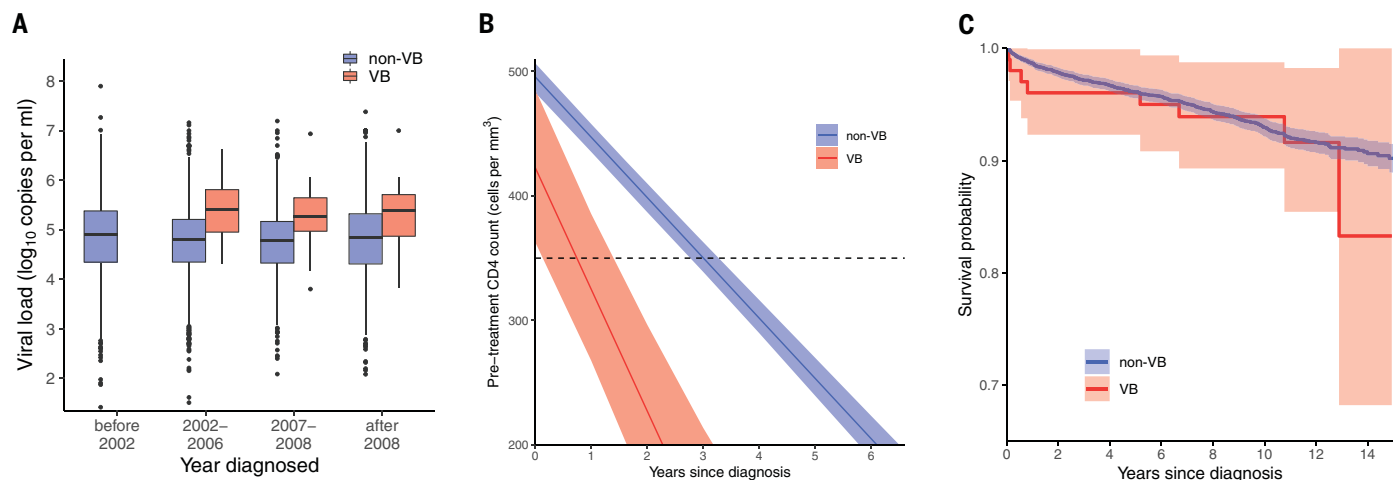 A
Viral load (log10 copies per ml)
8
7
6
5
4
3
2
non-VB
VB
before
2002
2002–
2006
2007–
2008
after
2008
Year diagnosed
B
Pre−treatment CD4 count (cells per mm³)
500
400
300
200
non−VB
VB
0 1 2 3 4 5 6
Years since diagnosis
C
Survival probability
1.0
0.9
0.8
0.7
non−VB
VB
0 2 4 6 8 10 12 14
Years since diagnosis